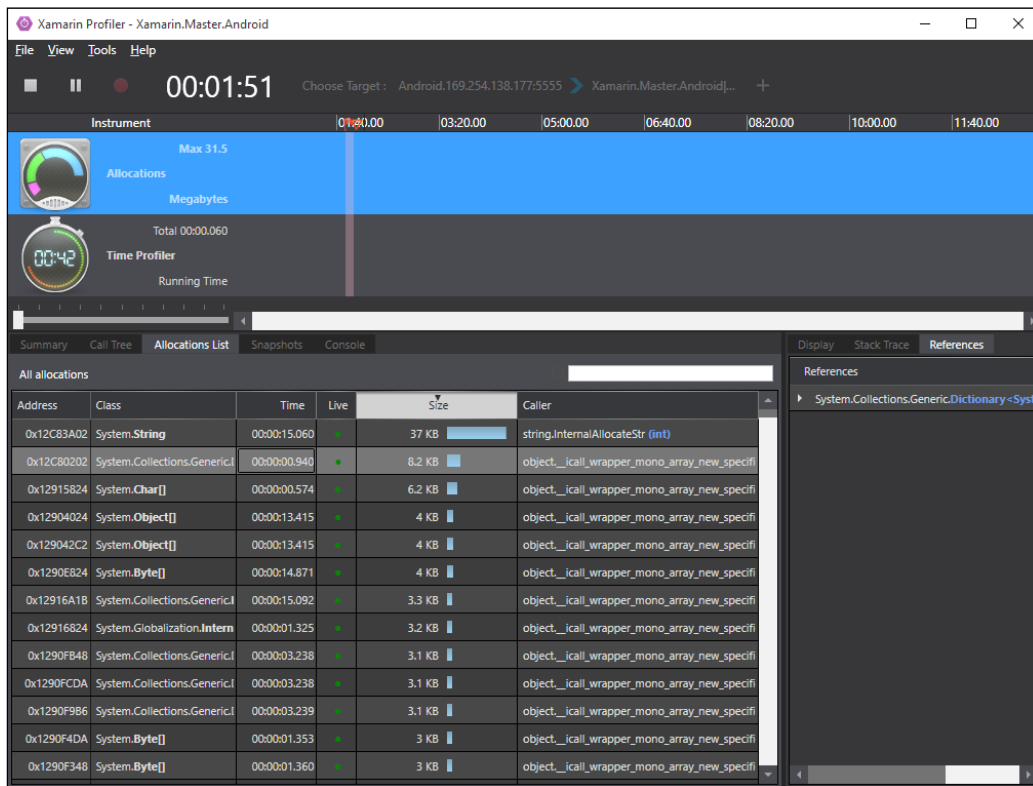 Xamarin Profiler - Xamarin.Master.Android
File View Tools Help
00:01:51 Choose Target : Android.169.254.138.177:5555 Xamarin.Master.Android|... +
Instrument 01:40.00 03:20.00 05:00.00 06:40.00 08:20.00 10:00.00 11:40.00
Max 31.5
Allocations
Megabytes
Total 00:00.060
00:42 Time Profiler
Running Time
Summary Call Tree Allocations List Snapshots Console Display Stack Trace References
All allocations References
Address Class Time Live Size Caller System.Collections.Generic.Dictionary<Syst
0x12C83A02 System.String 00:00:15.060 37 KB string.InternalAllocateStr (int)
0x12C80202 System.Collections.Generic. 00:00:00.940 8.2 KB object.__icall_wrapper_mono_array_new_specifi
0x12915824 System.Char[] 00:00:00.574 6.2 KB object.__icall_wrapper_mono_array_new_specifi
0x12904024 System.Object[] 00:00:13.415 4 KB object.__icall_wrapper_mono_array_new_specifi
0x129042C2 System.Object[] 00:00:13.415 4 KB object.__icall_wrapper_mono_array_new_specifi
0x1290E824 System.Byte[] 00:00:14.871 4 KB object.__icall_wrapper_mono_array_new_specifi
0x12916A1B System.Collections.Generic. 00:00:15.092 3.3 KB object.__icall_wrapper_mono_array_new_specifi
0x12916824 System.Globalization.Intern 00:00:01.325 3.2 KB object.__icall_wrapper_mono_array_new_specifi
0x1290FB48 System.Collections.Generic. 00:00:03.238 3.1 KB object.__icall_wrapper_mono_array_new_specifi
0x1290FCDA System.Collections.Generic. 00:00:03.238 3.1 KB object.__icall_wrapper_mono_array_new_specifi
0x1290F9B6 System.Collections.Generic. 00:00:03.239 3.1 KB object.__icall_wrapper_mono_array_new_specifi
0x1290F4DA System.Byte[] 00:00:01.353 3 KB object.__icall_wrapper_mono_array_new_specifi
0x1290F348 System.Byte[] 00:00:01.360 3 KB object.__icall_wrapper_mono_array_new_specifi